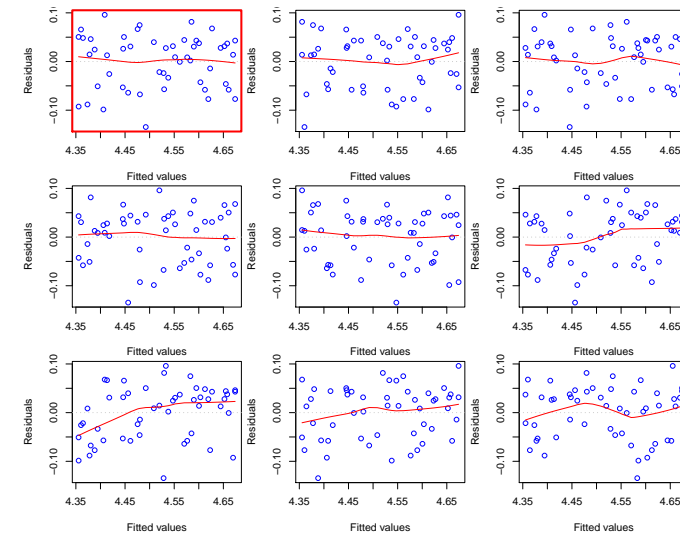 0.10 0.10 0.10
Residuals Residuals Residuals
0.00 0.00 0.00
−0.10 −0.10 −0.10
4.35 4.45 4.55 4.65 4.35 4.45 4.55 4.65 4.35 4.45 4.55 4.65
Fitted values Fitted values Fitted values
0.10 0.10 0.10
Residuals Residuals Residuals
0.00 0.00 0.00
−0.10 −0.10 −0.10
4.35 4.45 4.55 4.65 4.35 4.45 4.55 4.65 4.35 4.45 4.55 4.65
Fitted values Fitted values Fitted values
0.10 0.10 0.10
Residuals Residuals Residuals
0.00 0.00 0.00
−0.10 −0.10 −0.10
4.35 4.45 4.55 4.65 4.35 4.45 4.55 4.65 4.35 4.45 4.55 4.65
Fitted values Fitted values Fitted values